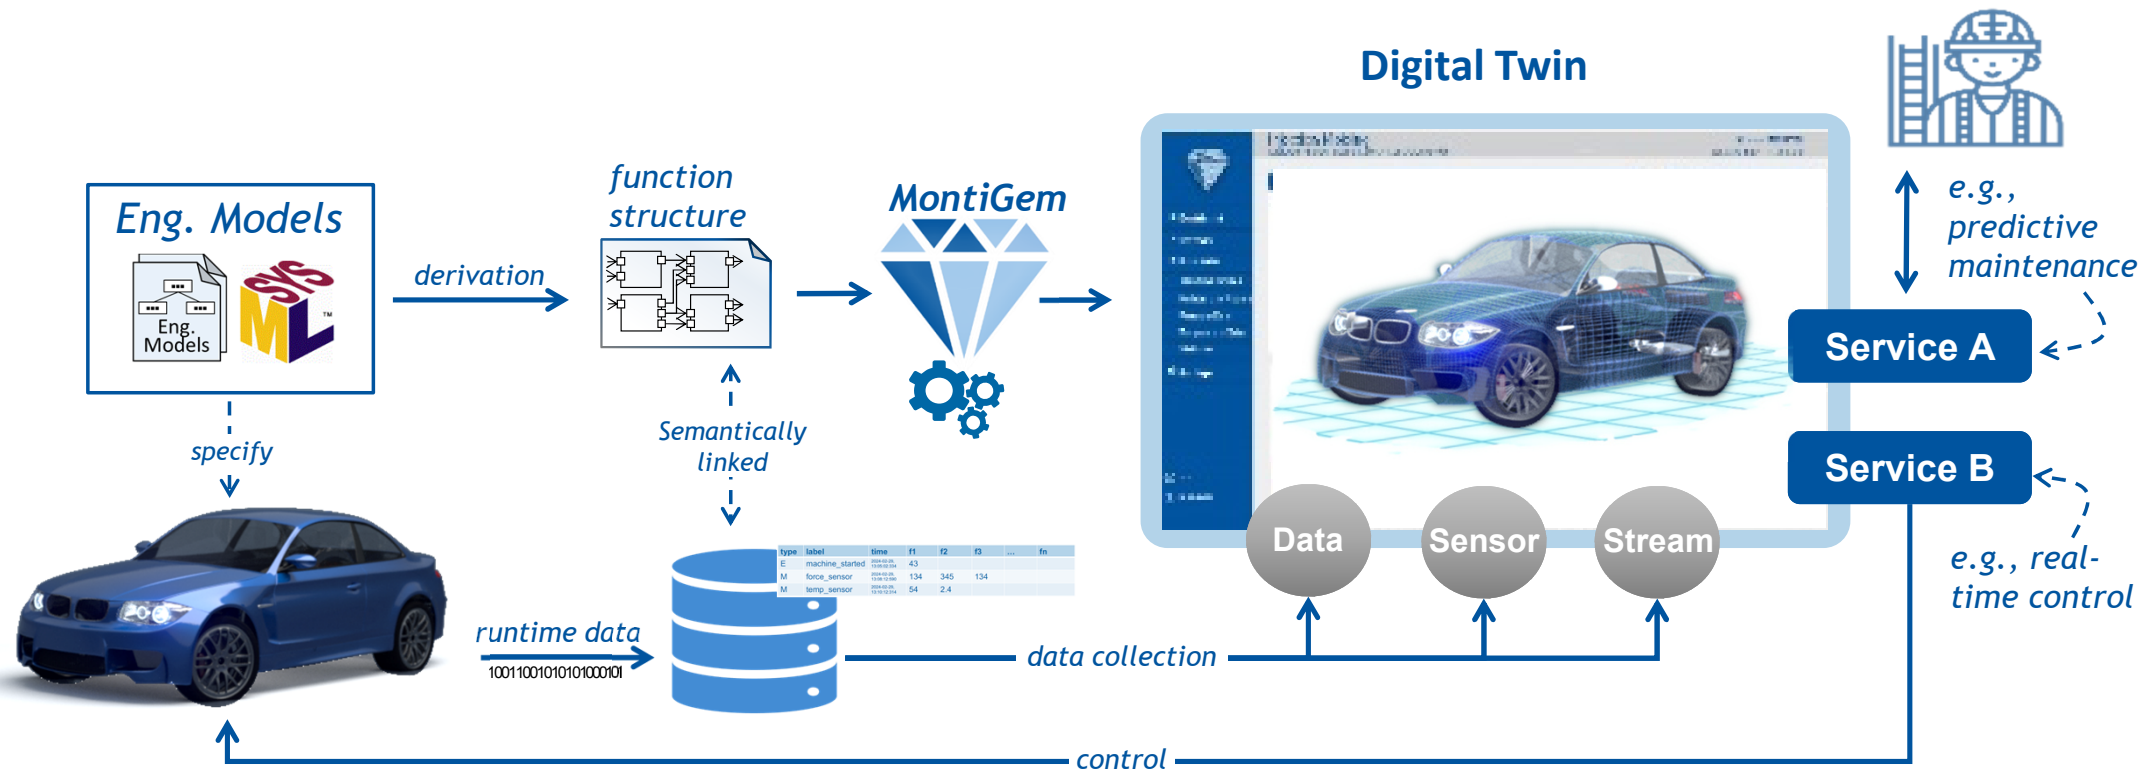 Digital Twin
Eng. Models
Eng.
Models
SYS
ML
™
derivation
function
structure
MontiGem
e.g.,
predictive
maintenance
Service A
Service B
e.g., real-
time control
specify
Semantically
linked
Data
Sensor
Stream
type label time f1 f2 f3 ... fn
E machine_started 43
M force_sensor 134 345 134
M temp_sensor 54 2.4
runtime data
10011001010101000101
data collection
control